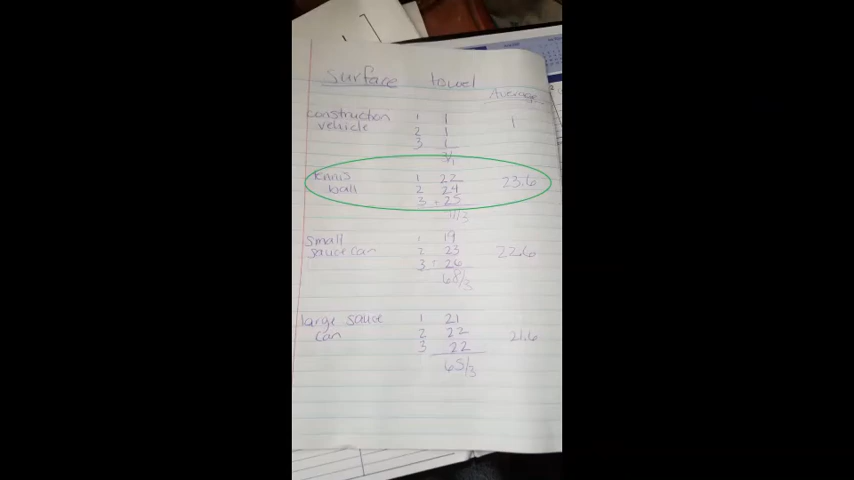 surface towel
Average
construction 1 1
vehicle 2 1 1
3 1
3/1
tennis 1 22 23.6
ball 2 24
3 + 25
71/3
small 1 19
sauce can 2 23 22.6
3 + 26
68/3
large sauce 1 21
can 2 22 21.6
3 22
65/3